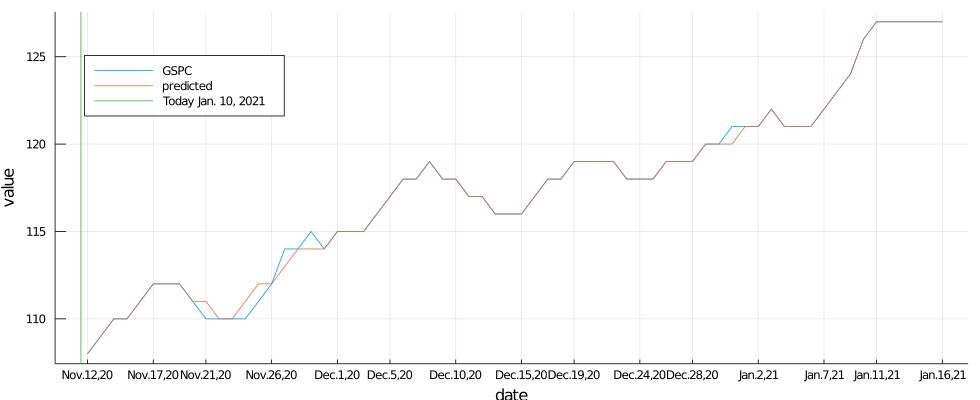 125
120
115
110
value
GSPC
predicted
Today Jan. 10, 2021
Nov.12,20 Nov.17,20 Nov.21,20 Nov.26,20 Dec.1,20 Dec.5,20 Dec.10,20 Dec.15,20 Dec.19,20 Dec.24,20 Dec.28,20 Jan.2,21 Jan.7,21 Jan.11,21 Jan.16,21
date